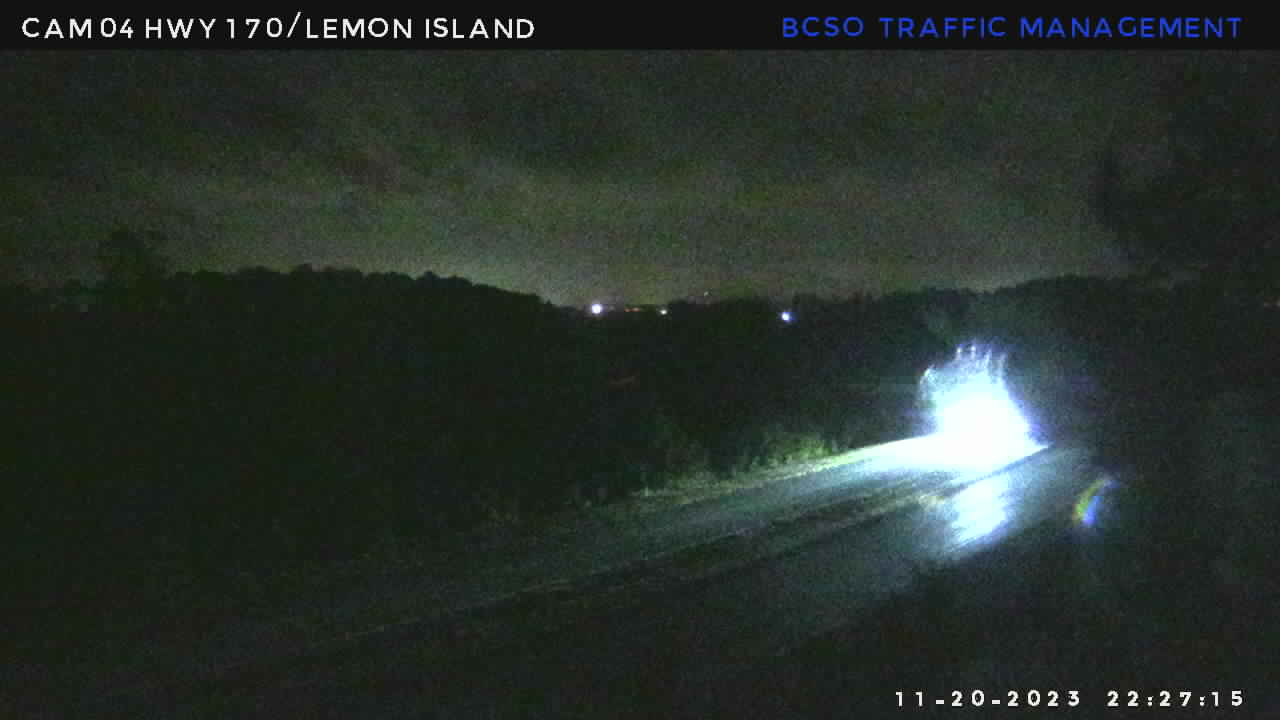 CAM04 HWY 170/LEMON ISLAND
BCSO TRAFFIC MANAGEMENT
11-20-2023 22:27:15